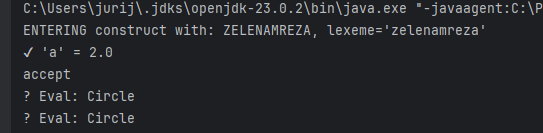 C:\Users\jurij\.jdks\openjdk-23.0.2\bin\java.exe "-javaagent:C:\P
ENTERING construct with: ZELENAMREZA, lexeme='zelenamreza'
✓ 'a' = 2.0
accept
? Eval: Circle
? Eval: Circle